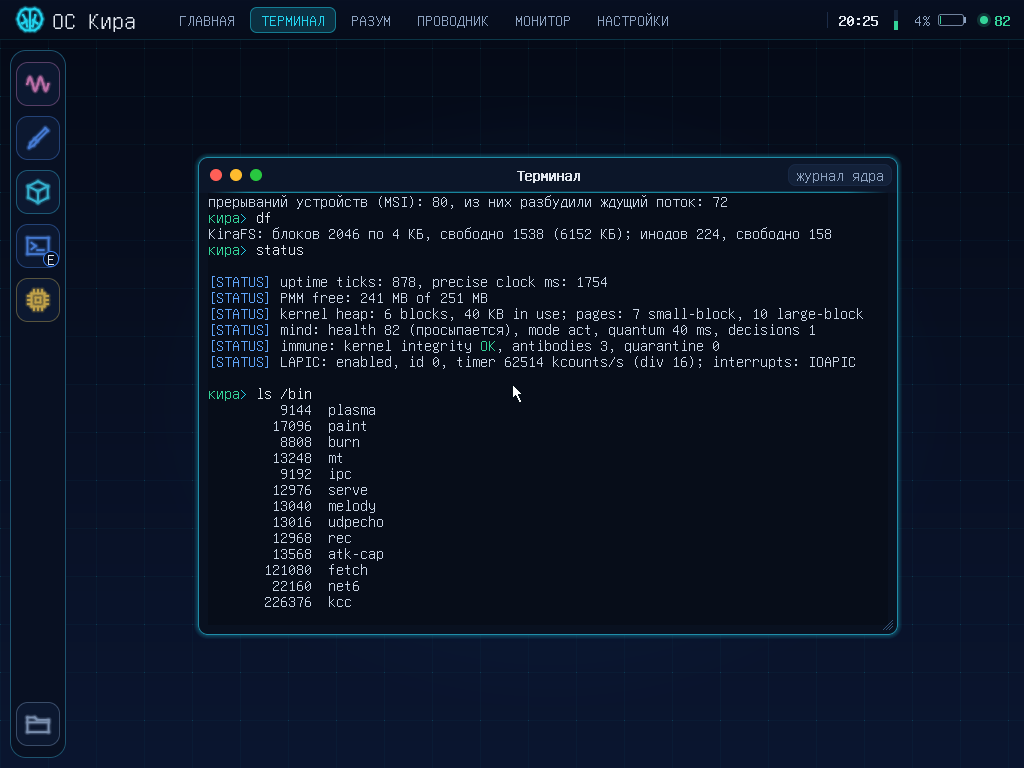 ОС Кира
ГЛАВНАЯ ТЕРМИНАЛ РАЗУМ ПРОВОДНИК МОНИТОР НАСТРОЙКИ
20:25 4% 82
E
Терминал
журнал ядра
прерываний устройств (MSI): 80, из них разбудили ждущий поток: 72
кира> df
KiraFS: блоков 2046 по 4 КБ, свободно 1538 (6152 КБ); инодов 224, свободно 158
кира> status
[STATUS] uptime ticks: 878, precise clock ms: 1754
[STATUS] PMM free: 241 MB of 251 MB
[STATUS] kernel heap: 6 blocks, 40 KB in use; pages: 7 small-block, 10 large-block
[STATUS] mind: health 82 (просыпается), mode act, quantum 40 ms, decisions 1
[STATUS] immune: kernel integrity OK, antibodies 3, quarantine 0
[STATUS] LAPIC: enabled, id 0, timer 62514 kcounts/s (div 16); interrupts: IOAPIC
кира> ls /bin
9144 plasma
17096 paint
8808 burn
13248 mt
9192 ipc
12976 serve
13040 melody
13016 udpecho
12968 rec
13568 atk-cap
121080 fetch
22160 net6
226376 kcc